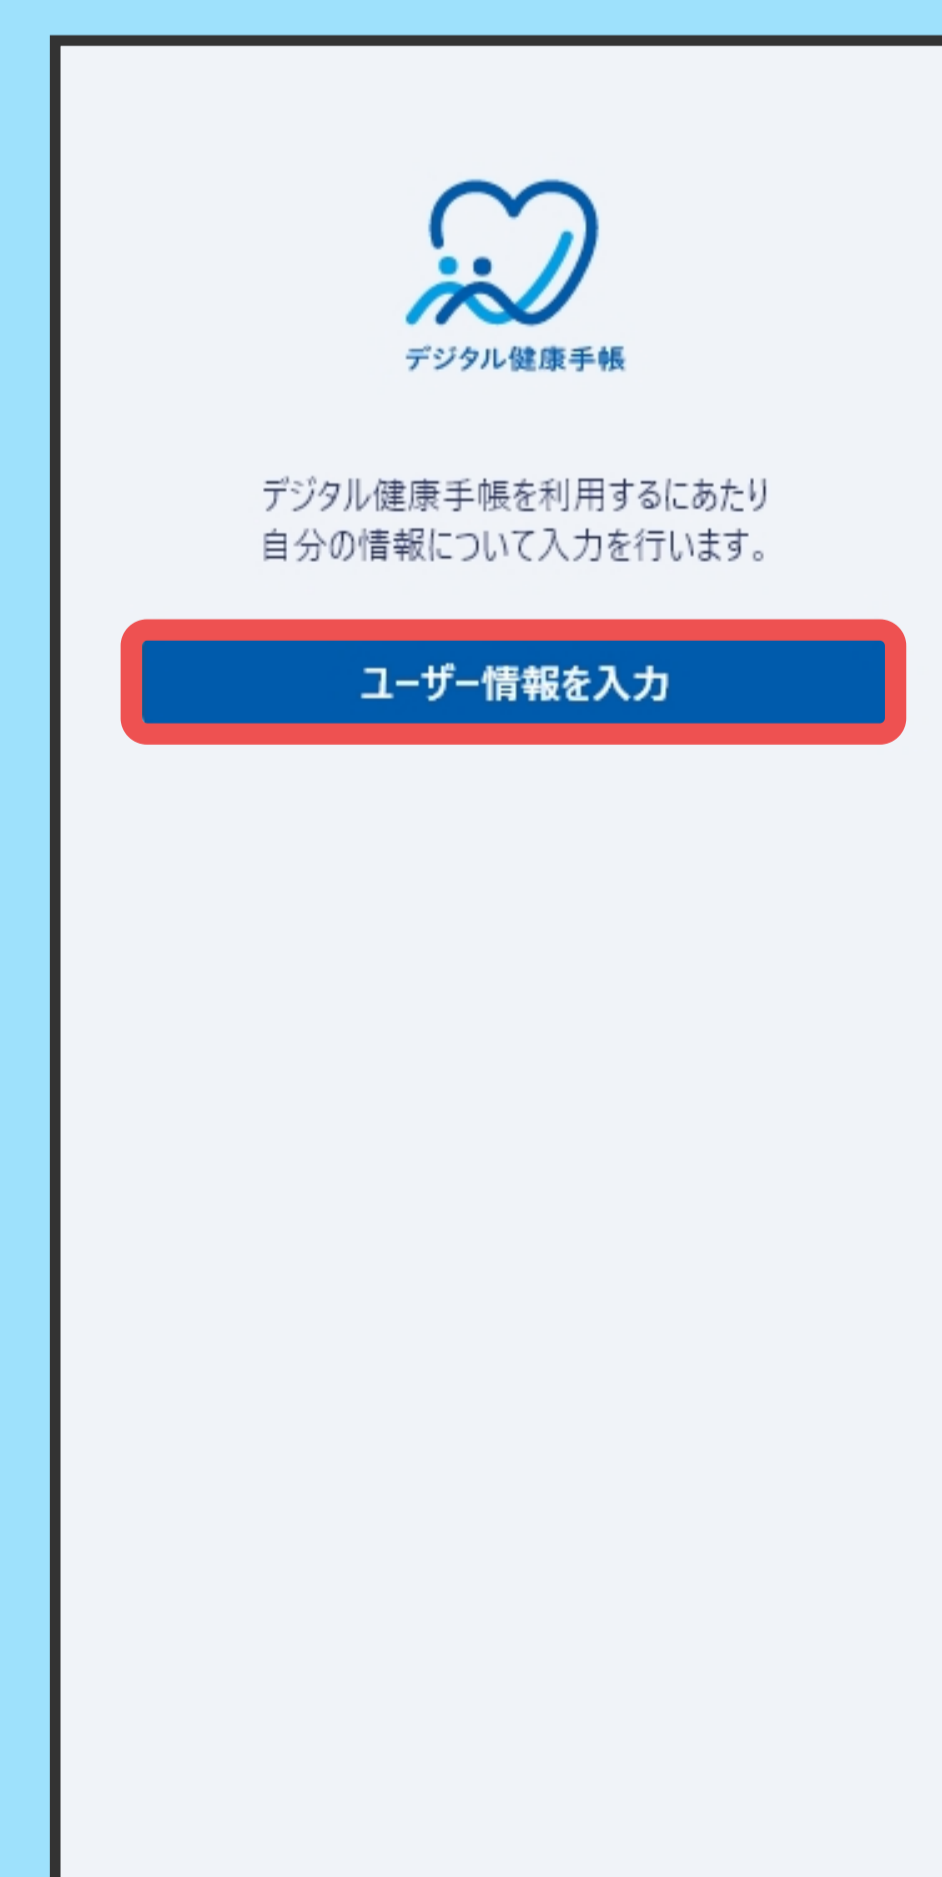 デジタル健康手帳
デジタル健康手帳を利用するにあたり
自分の情報について入力を行います。
ユーザー情報を入力